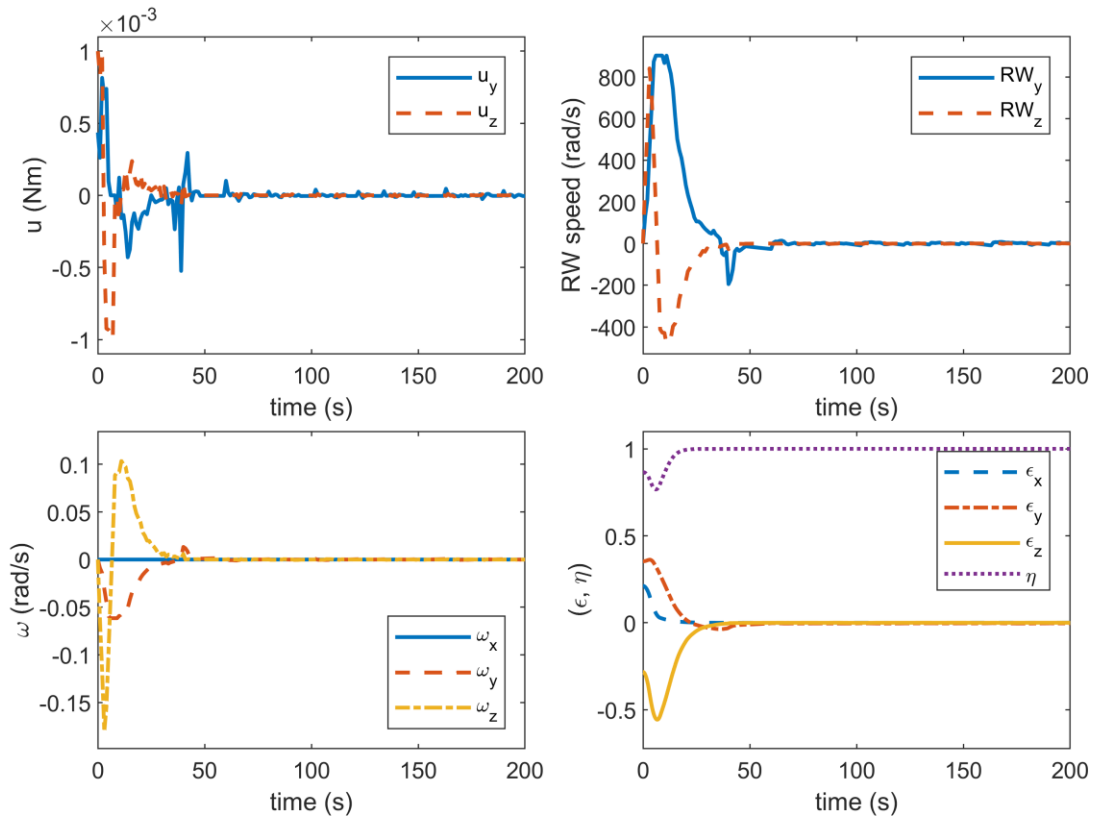 ×10⁻³
1
0.5
0
-0.5
-1
u (Nm)
u_y
u_z
0 50 100 150 200
time (s)
800
600
400
200
0
-200
-400
RW speed (rad/s)
RW_y
RW_z
0 50 100 150 200
time (s)
0.1
0.05
0
-0.05
-0.1
-0.15
ω (rad/s)
ω_x
ω_y
ω_z
0 50 100 150 200
time (s)
1
0.5
0
-0.5
(ϵ, η)
ϵ_x
ϵ_y
ϵ_z
η
0 50 100 150 200
time (s)